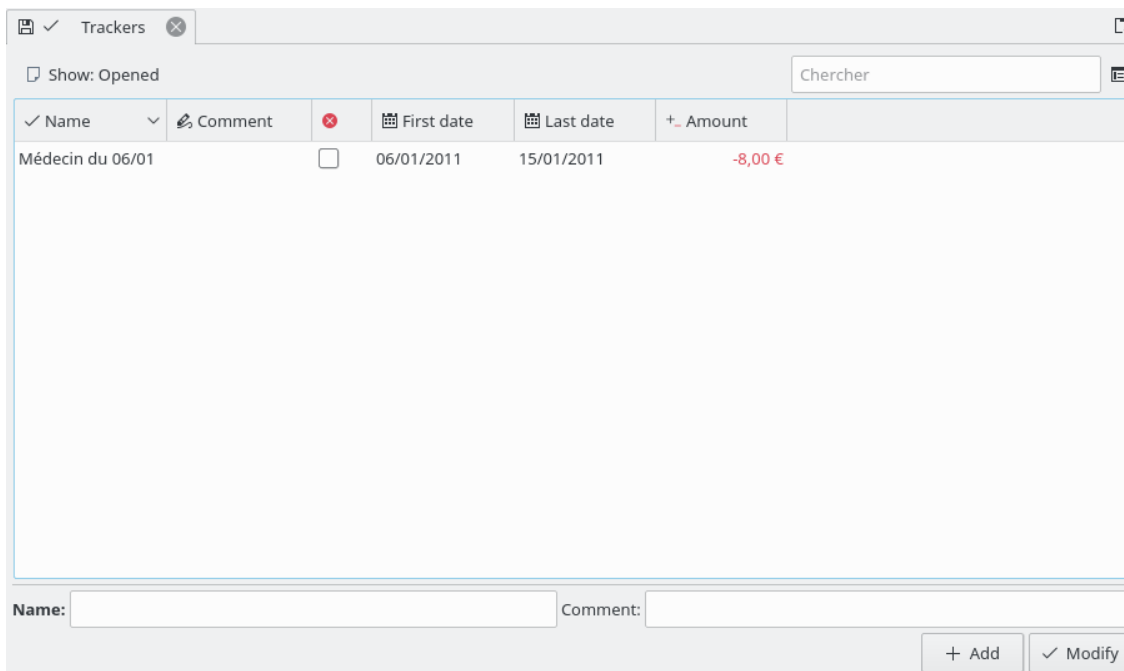 Trackers
Show: Opened Chercher
Name Comment First date Last date Amount
Médecin du 06/01 06/01/2011 15/01/2011 -8,00 €
Name: Comment:
Add Modify